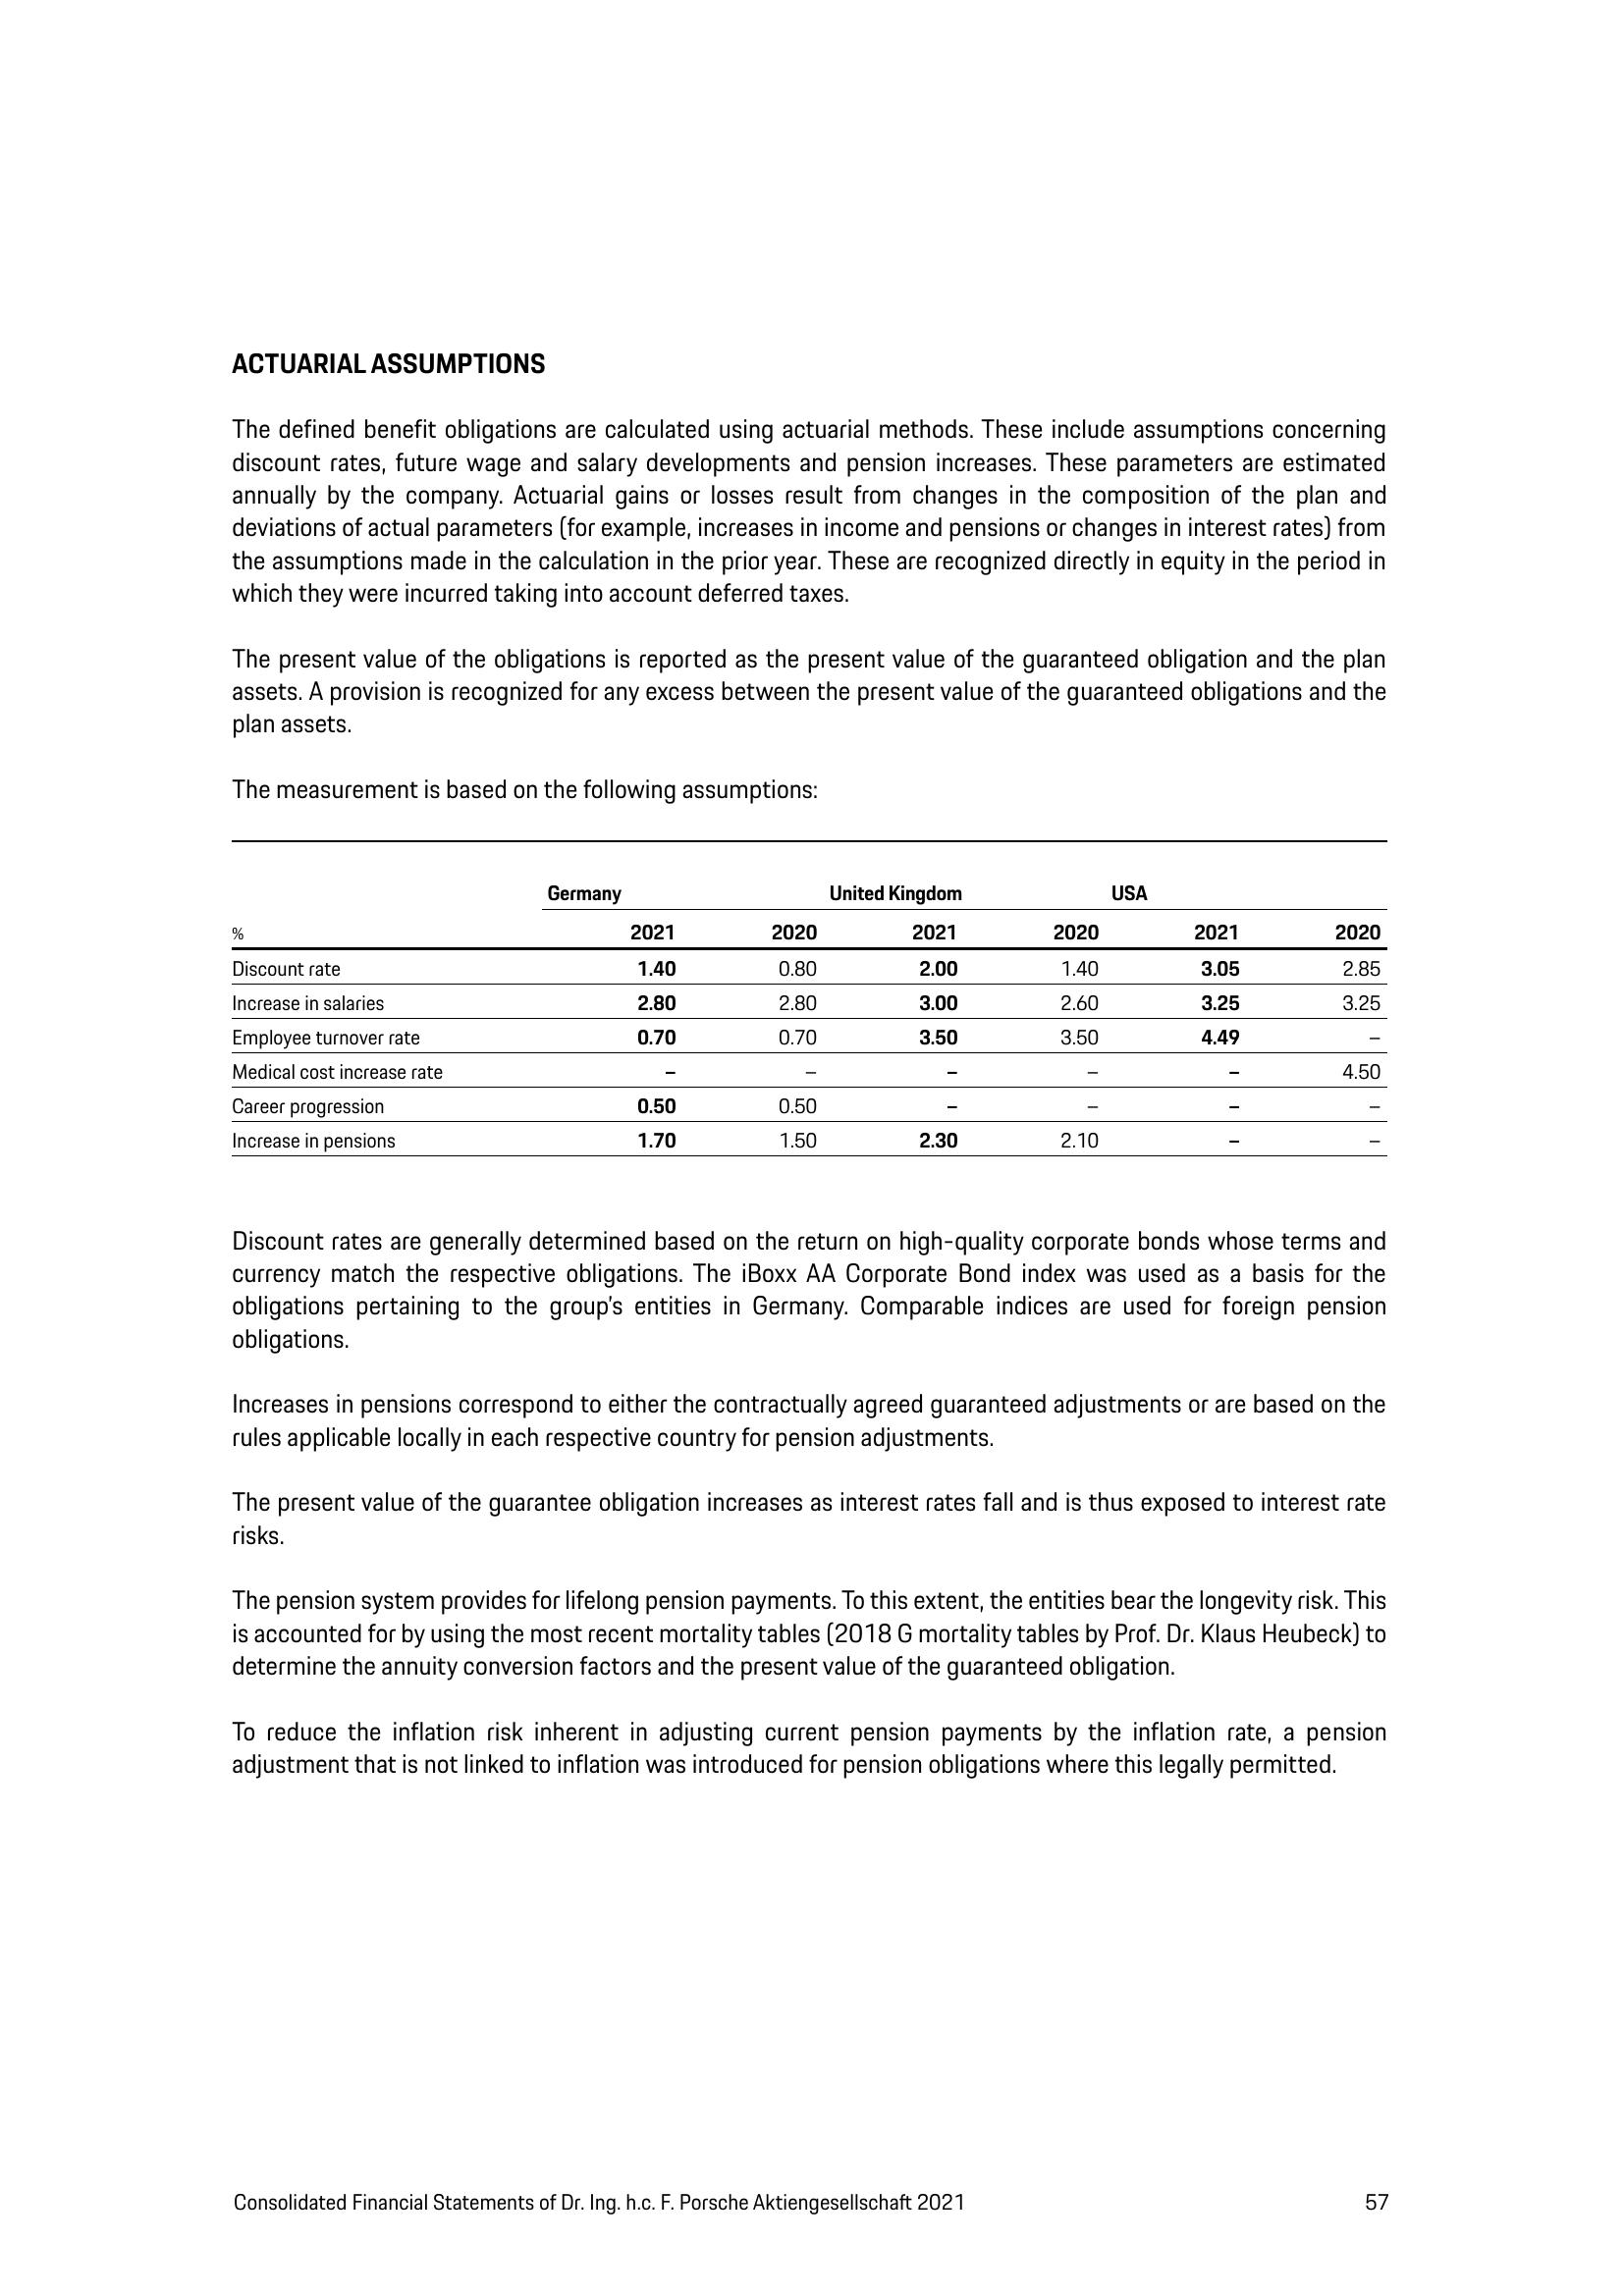 ACTUARIAL ASSUMPTIONS
The defined benefit obligations are calculated using actuarial methods. These include assumptions concerning
discount rates, future wage and salary developments and pension increases. These parameters are estimated
annually by the company. Actuarial gains or losses result from changes in the composition of the plan and
deviations of actual parameters (for example, increases in income and pensions or changes in interest rates) from
the assumptions made in the calculation in the prior year. These are recognized directly in equity in the period in
which they were incurred taking into account deferred taxes.
The present value of the obligations is reported as the present value of the guaranteed obligation and the plan
assets. A provision is recognized for any excess between the present value of the guaranteed obligations and the
plan assets.
The measurement is based on the following assumptions:
Germany United Kingdom USA
% 2021 2020 2021 2020 2021 2020
Discount rate 1.40 0.80 2.00 1.40 3.05 2.85
Increase in salaries 2.80 2.80 3.00 2.60 3.25 3.25
Employee turnover rate 0.70 0.70 3.50 3.50 4.49 –
Medical cost increase rate – – – – – 4.50
Career progression 0.50 0.50 – – – –
Increase in pensions 1.70 1.50 2.30 2.10 – –
Discount rates are generally determined based on the return on high-quality corporate bonds whose terms and
currency match the respective obligations. The iBoxx AA Corporate Bond index was used as a basis for the
obligations pertaining to the group's entities in Germany. Comparable indices are used for foreign pension
obligations.
Increases in pensions correspond to either the contractually agreed guaranteed adjustments or are based on the
rules applicable locally in each respective country for pension adjustments.
The present value of the guarantee obligation increases as interest rates fall and is thus exposed to interest rate
risks.
The pension system provides for lifelong pension payments. To this extent, the entities bear the longevity risk. This
is accounted for by using the most recent mortality tables (2018 G mortality tables by Prof. Dr. Klaus Heubeck) to
determine the annuity conversion factors and the present value of the guaranteed obligation.
To reduce the inflation risk inherent in adjusting current pension payments by the inflation rate, a pension
adjustment that is not linked to inflation was introduced for pension obligations where this legally permitted.
Consolidated Financial Statements of Dr. Ing. h.c. F. Porsche Aktiengesellschaft 2021 57